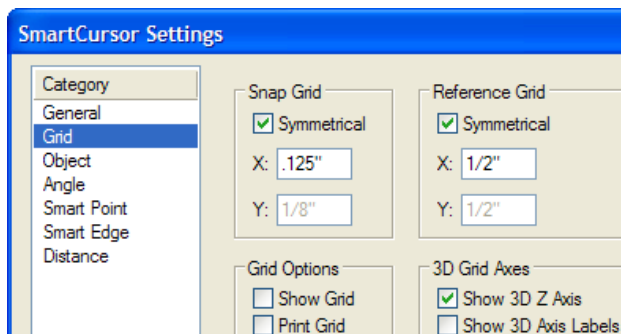 SmartCursor Settings
Category
General
Grid
Object
Angle
Smart Point
Smart Edge
Distance
Snap Grid
Symmetrical
X: .125"
Y: 1/8"
Reference Grid
Symmetrical
X: 1/2"
Y: 1/2"
Grid Options
Show Grid
Print Grid
3D Grid Axes
Show 3D Z Axis
Show 3D Axis Labels